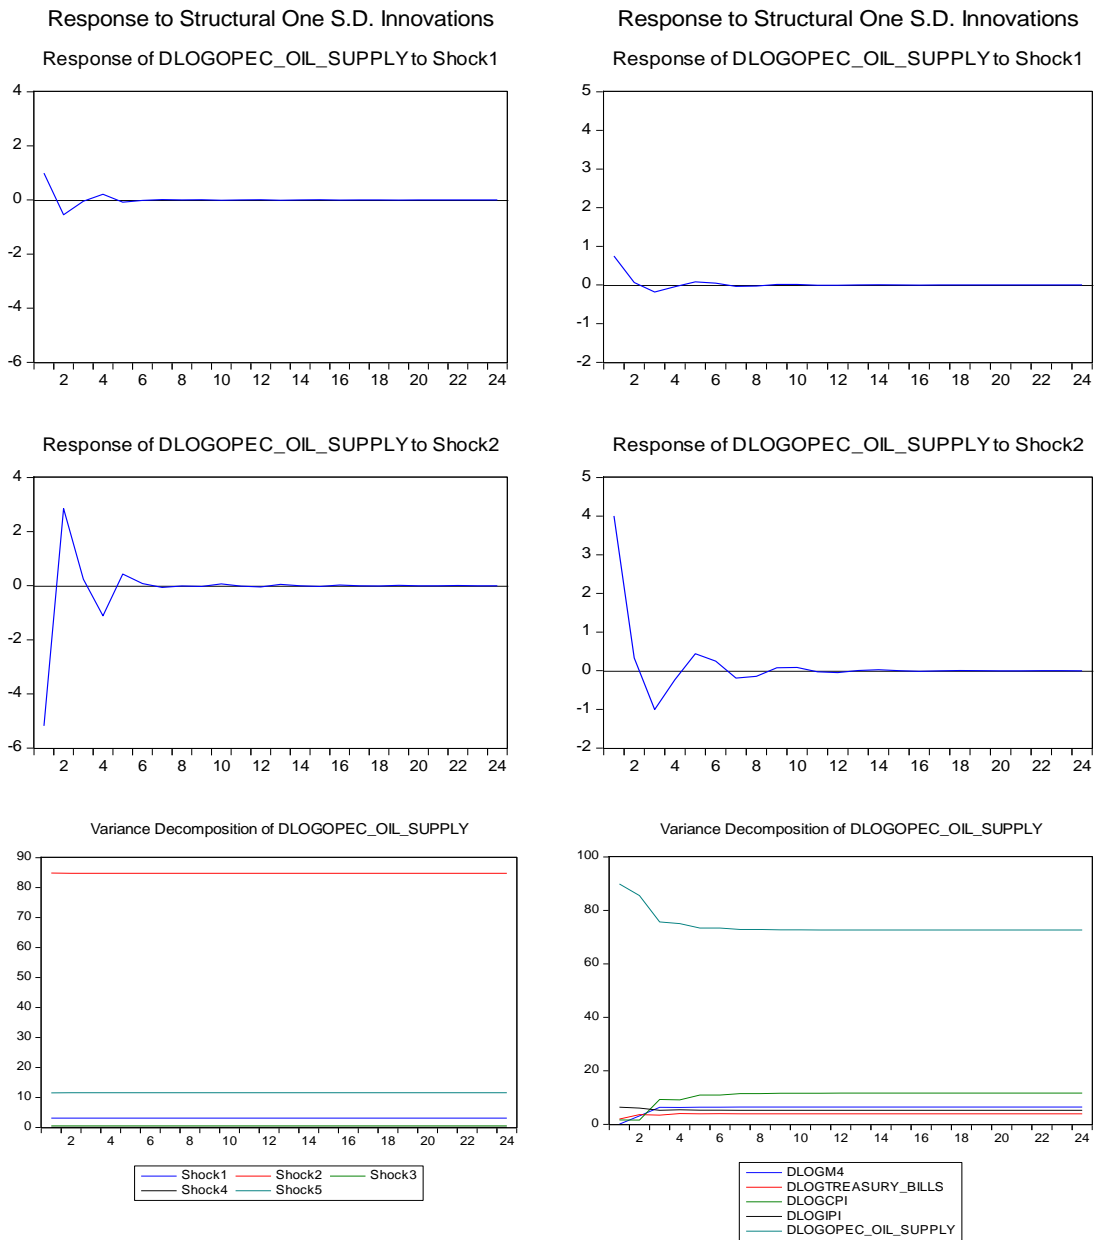 Response to Structural One S.D. Innovations
Response of DLOGOPEC_OIL_SUPPLY to Shock1
4
2
0
-2
-4
-6
2 4 6 8 10 12 14 16 18 20 22 24
Response of DLOGOPEC_OIL_SUPPLY to Shock2
4
2
0
-2
-4
-6
2 4 6 8 10 12 14 16 18 20 22 24
Variance Decomposition of DLOGOPEC_OIL_SUPPLY
90
80
70
60
50
40
30
20
10
0
2 4 6 8 10 12 14 16 18 20 22 24
Shock1 Shock2 Shock3
Shock4 Shock5
Response to Structural One S.D. Innovations
Response of DLOGOPEC_OIL_SUPPLY to Shock1
5
4
3
2
1
0
-1
-2
2 4 6 8 10 12 14 16 18 20 22 24
Response of DLOGOPEC_OIL_SUPPLY to Shock2
5
4
3
2
1
0
-1
-2
2 4 6 8 10 12 14 16 18 20 22 24
Variance Decomposition of DLOGOPEC_OIL_SUPPLY
100
80
60
40
20
0
2 4 6 8 10 12 14 16 18 20 22 24
DLOGM4
DLOGTREASURY_BILLS
DLOGCPI
DLOGIPI
DLOGOPEC_OIL_SUPPLY